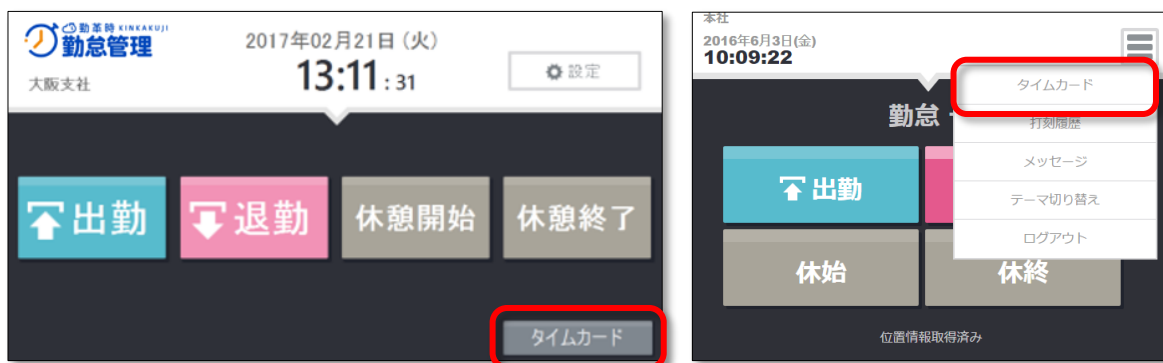 勤革時 KINKAKUJI
勤怠管理
大阪支社
2017年02月21日（火）
13:11:31
設定
出勤
退勤
休憩開始
休憩終了
タイムカード
本社
2016年6月3日(金)
10:09:22
タイムカード
打刻履歴
メッセージ
テーマ切り替え
ログアウト
勤怠
出勤
休始
休終
位置情報取得済み